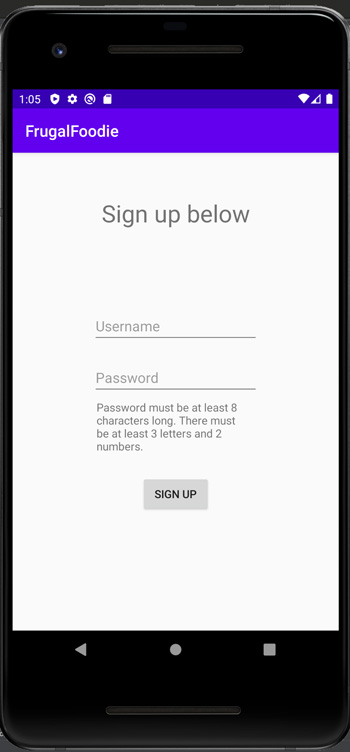 1:05
FrugalFoodie
Sign up below
Username
Password
Password must be at least 8
characters long. There must
be at least 3 letters and 2
numbers.
SIGN UP